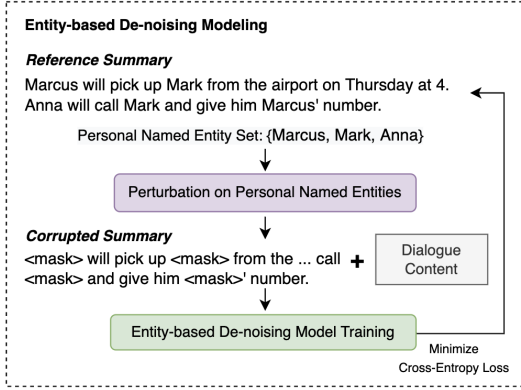 Entity-based De-noising Modeling
Reference Summary
Marcus will pick up Mark from the airport on Thursday at 4.
Anna will call Mark and give him Marcus' number.
Personal Named Entity Set: {Marcus, Mark, Anna}
Perturbation on Personal Named Entities
Corrupted Summary
<mask> will pick up <mask> from the ... call
<mask> and give him <mask>' number.
+
Dialogue
Content
Entity-based De-noising Model Training
Minimize
Cross-Entropy Loss